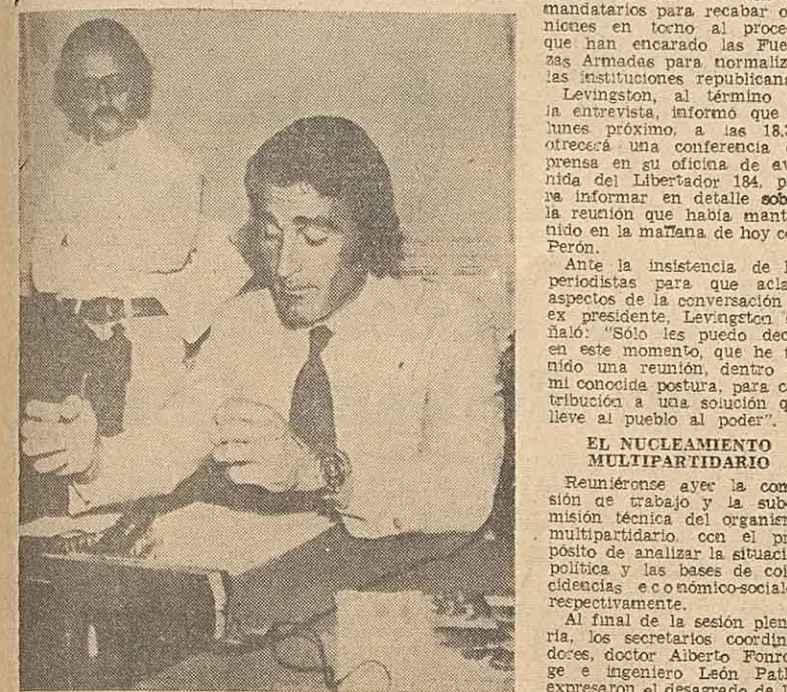 mandatarios para recabar o
niones en torno al proce-
que han encarado las Fue
zas Armadas para normaliz
las instituciones republicana
Levingston, al término
la entrevista, informó que
lunes próximo, a las 18,3
ofrecerá una conferencia
prensa en su oficina de av
nida del Libertador 184, p
ra informar en detalle sob
la reunión que había mant
nido en la mañana de hoy c
Perón.
Ante la insistencia de l
periodistas para que acla
aspectos de la conversación
ex presidente, Levingston s
ñaló: "Sólo les puedo dec
en este momento, que he t
nido una reunión, dentro
mi conocida postura, para c
tribución a una solución q
lleve al pueblo al poder".
EL NUCLEAMIENTO
MULTIPARTIDARIO
Reuniéronse ayer la com
sión de trabajo y la sub
misión técnica del organis
multipartidario, con el pr
pósito de analizar la situaci
política y las bases de coi
cidencias económico-social
respectivamente.
Al final de la sesión plen
ria, los secretarios coordin
dores, doctor Alberto Fonro
ge e ingeniero León Pat
expresaron el desagrado de l